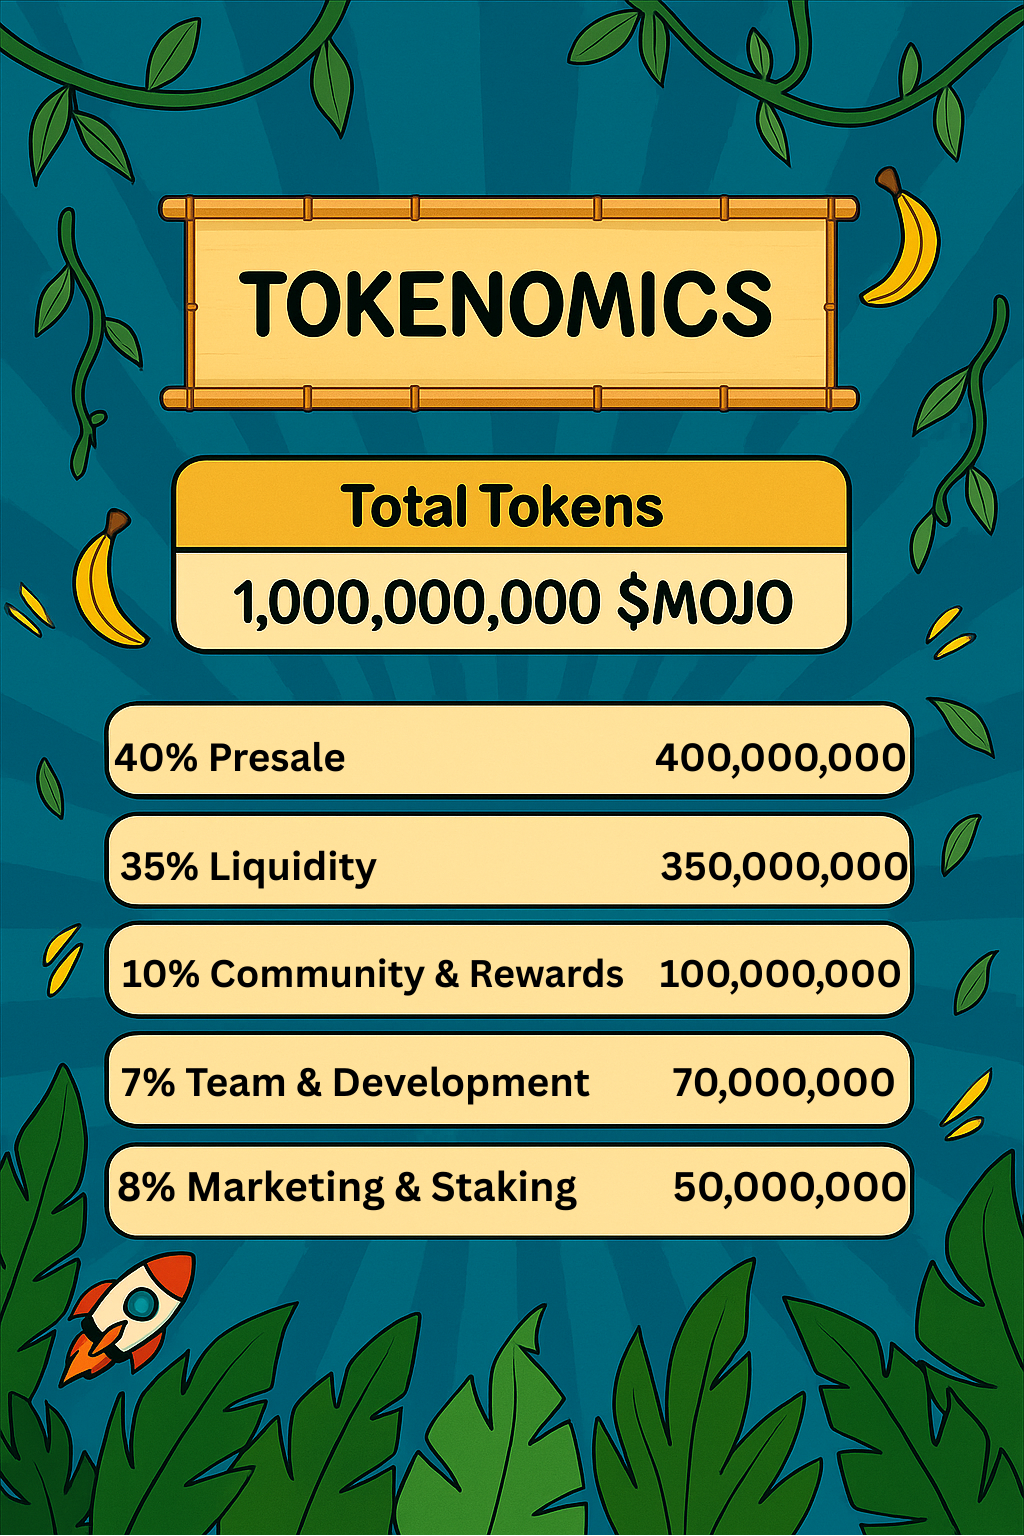 TOKENOMICS
Total Tokens
1,000,000,000 $MOJO
40% Presale 400,000,000
35% Liquidity 350,000,000
10% Community & Rewards 100,000,000
7% Team & Development 70,000,000
8% Marketing & Staking 50,000,000